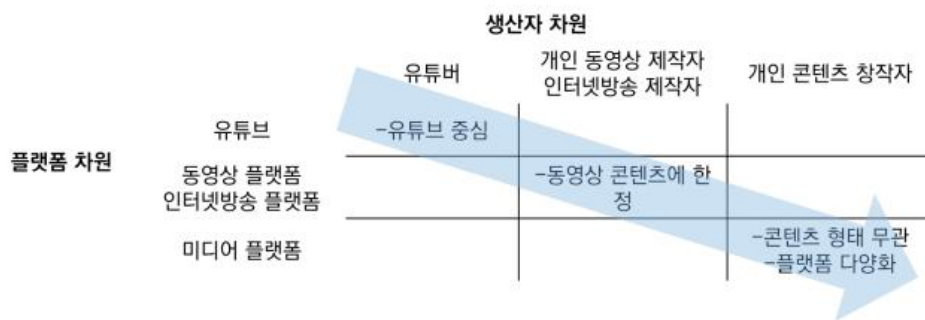 생산자 차원
유튜버
개인 동영상 제작자
인터넷방송 제작자
개인 콘텐츠 창작자
플랫폼 차원
유튜브
-유튜브 중심
동영상 플랫폼
인터넷방송 플랫폼
-동영상 콘텐츠에 한
정
미디어 플랫폼
-콘텐츠 형태 무관
-플랫폼 다양화